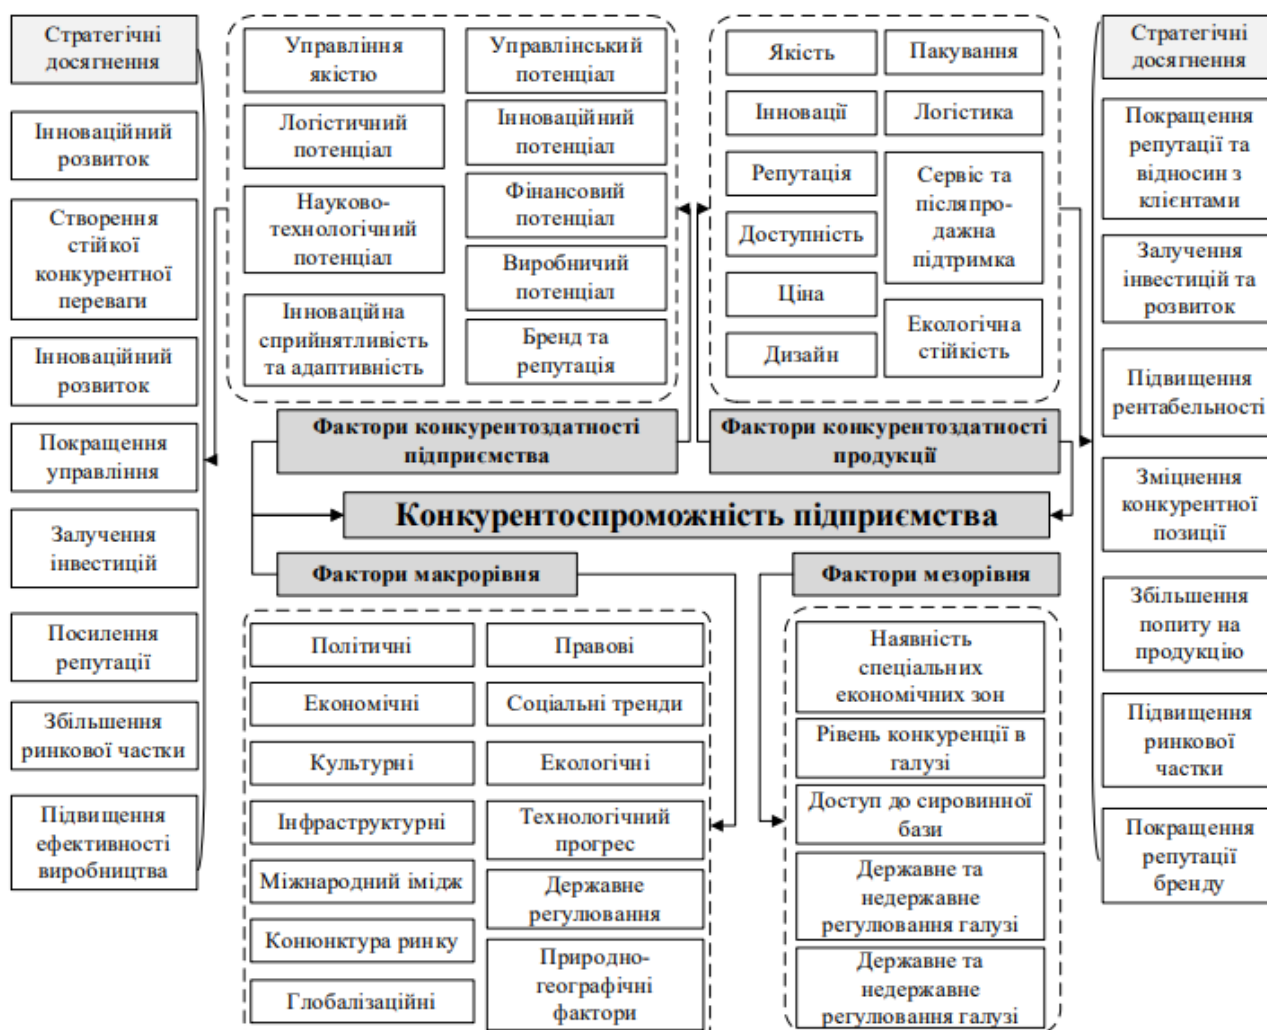 Стратегічні
досягнення
Інноваційний
розвиток
Створення
стійкої
конкурентної
переваги
Інноваційний
розвиток
Покращення
управління
Залучення
інвестицій
Посилення
репутації
Збільшення
ринкової частки
Підвищення
ефективності
виробництва
Управління
якістю
Логістичний
потенціал
Науково-
технологічний
потенціал
Інноваційна
сприйнятливість
та адаптивність
Управлінський
потенціал
Інноваційний
потенціал
Фінансовий
потенціал
Виробничий
потенціал
Бренд та
репутація
Якість
Інновації
Репутація
Доступність
Ціна
Дизайн
Пакування
Логістика
Сервіс та
післяпро-
дажна
підтримка
Екологічна
стійкість
Фактори конкурентоздатності
підприємства
Фактори конкурентоздатності
продукції
Конкурентоспроможність підприємства
Фактори макрорівня
Фактори мезорівня
Політичні
Економічні
Культурні
Інфраструктурні
Міжнародний імідж
Конюнктура ринку
Глобалізаційні
Правові
Соціальні тренди
Екологічні
Технологічний
прогрес
Державне
регулювання
Природно-
географічні
фактори
Наявність
спеціальних
економічних зон
Рівень конкуренції в
галузі
Доступ до сировинної
бази
Державне та
недержавне
регулювання галузі
Державне та
недержавне
регулювання галузі
Стратегічні
досягнення
Покращення
репутації та
відносин з
клієнтами
Залучення
інвестицій та
розвиток
Підвищення
рентабельності
Зміцнення
конкурентної
позиції
Збільшення
попиту на
продукцію
Підвищення
ринкової
частки
Покращення
репутації
бренду